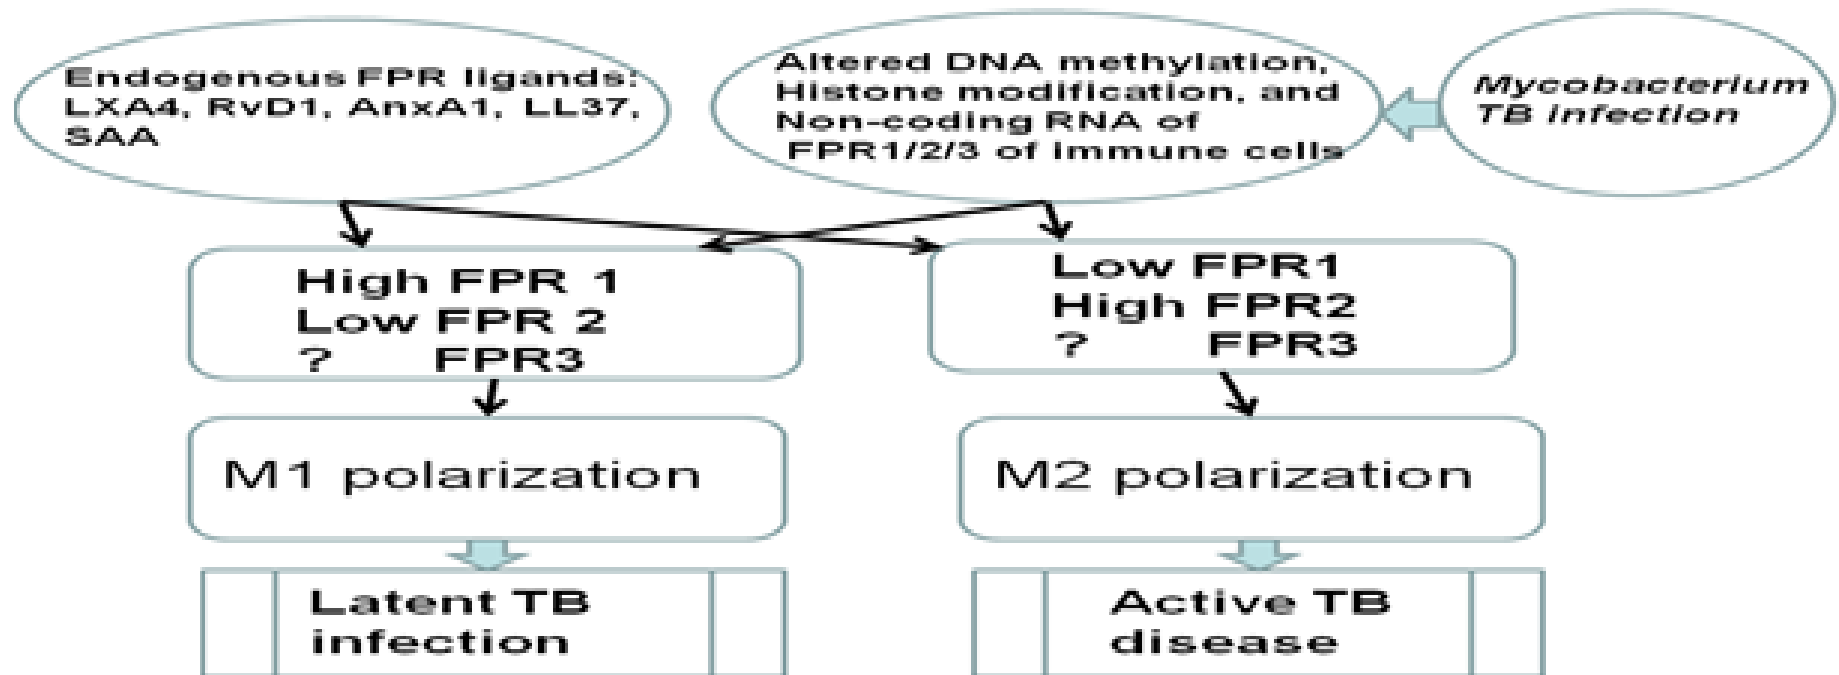 Endogenous FPR ligands:
LXA4, RvD1, AnxA1, LL37,
SAA
Altered DNA methylation,
Histone modification, and
Non-coding RNA of
FPR1/2/3 of immune cells
Mycobacterium
TB infection
High FPR 1
Low FPR 2
? FPR3
Low FPR1
High FPR2
? FPR3
M1 polarization
M2 polarization
Latent TB
infection
Active TB
disease